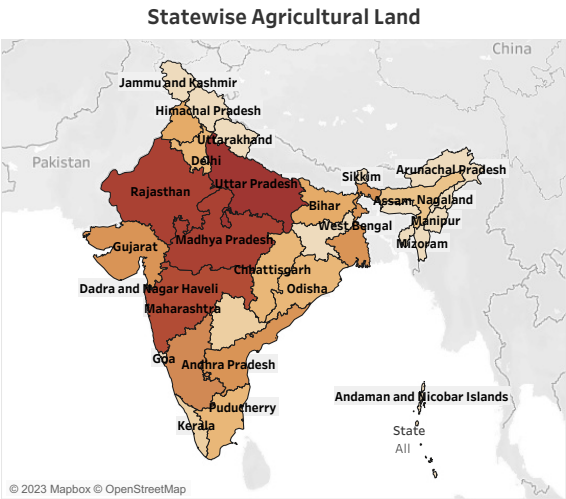 Statewise Agricultural Land
China
Jammu and Kashmir
Himachal Pradesh
Uttarakhand
Pakistan
Delhi
Arunachal Pradesh
Sikkim
Rajasthan
Uttar Pradesh
Assam
Nagaland
Bihar
Manipur
West Bengal
Madhya Pradesh
Gujarat
Mizoram
Chhattisgarh
Dadra and Nagar Haveli
Odisha
Maharashtra
Goa
Andhra Pradesh
Andaman and Nicobar Islands
Puducherry
Kerala
State
All
© 2023 Mapbox © OpenStreetMap